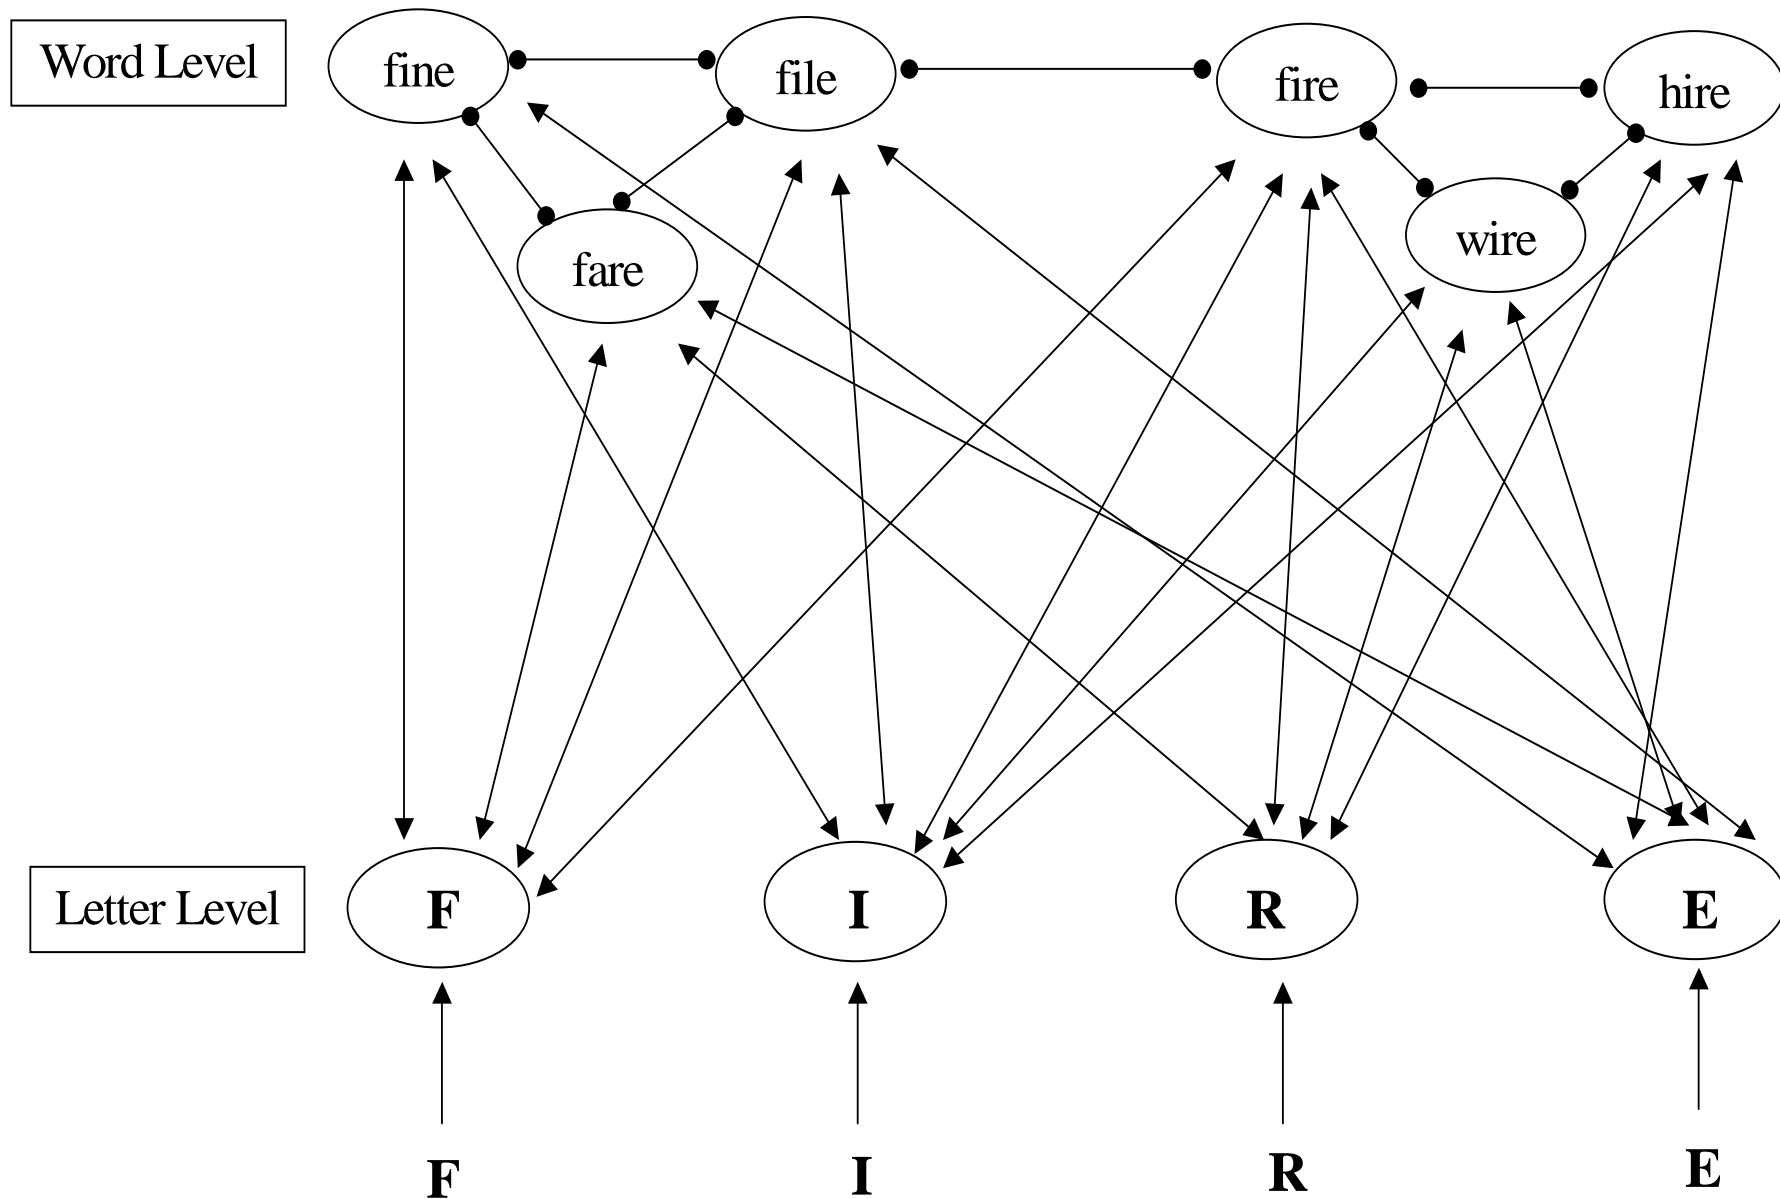 Word Level
fine
file
fire
hire
fare
wire
Letter Level
F
I
R
E
F
I
R
E